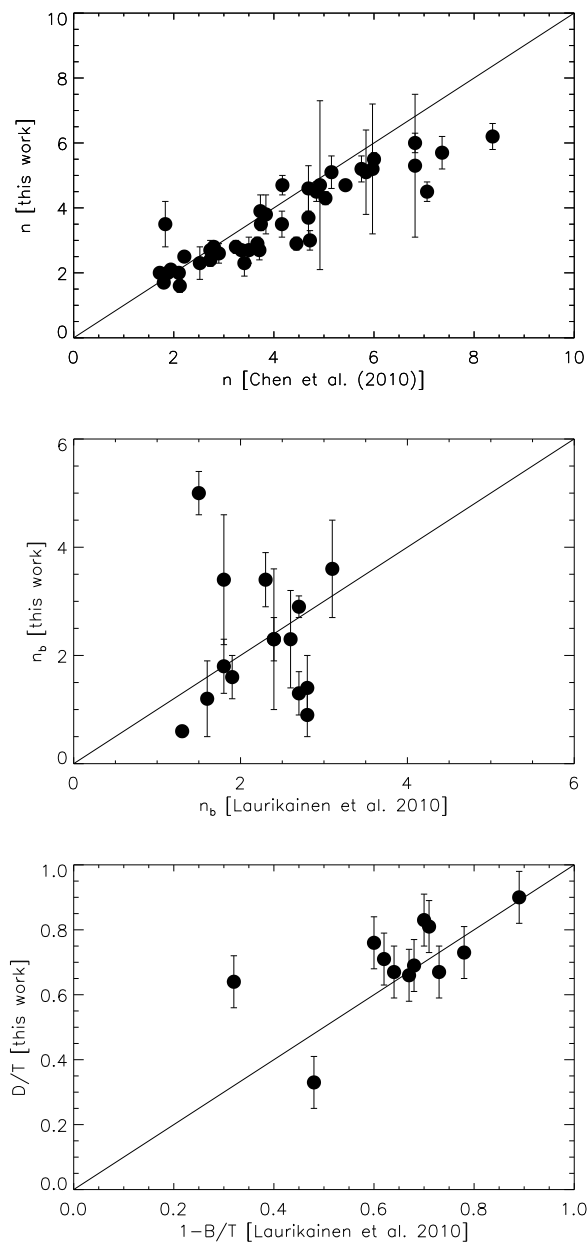 10
8
6
4
2
0
n [this work]
0 2 4 6 8 10
n [Chen et al. (2010)]
6
4
2
0
n_b [this work]
0 2 4 6
n_b [Laurikainen et al. 2010]
1.0
0.8
0.6
0.4
0.2
0.0
D/T [this work]
0.0 0.2 0.4 0.6 0.8 1.0
1-B/T [Laurikainen et al. 2010]